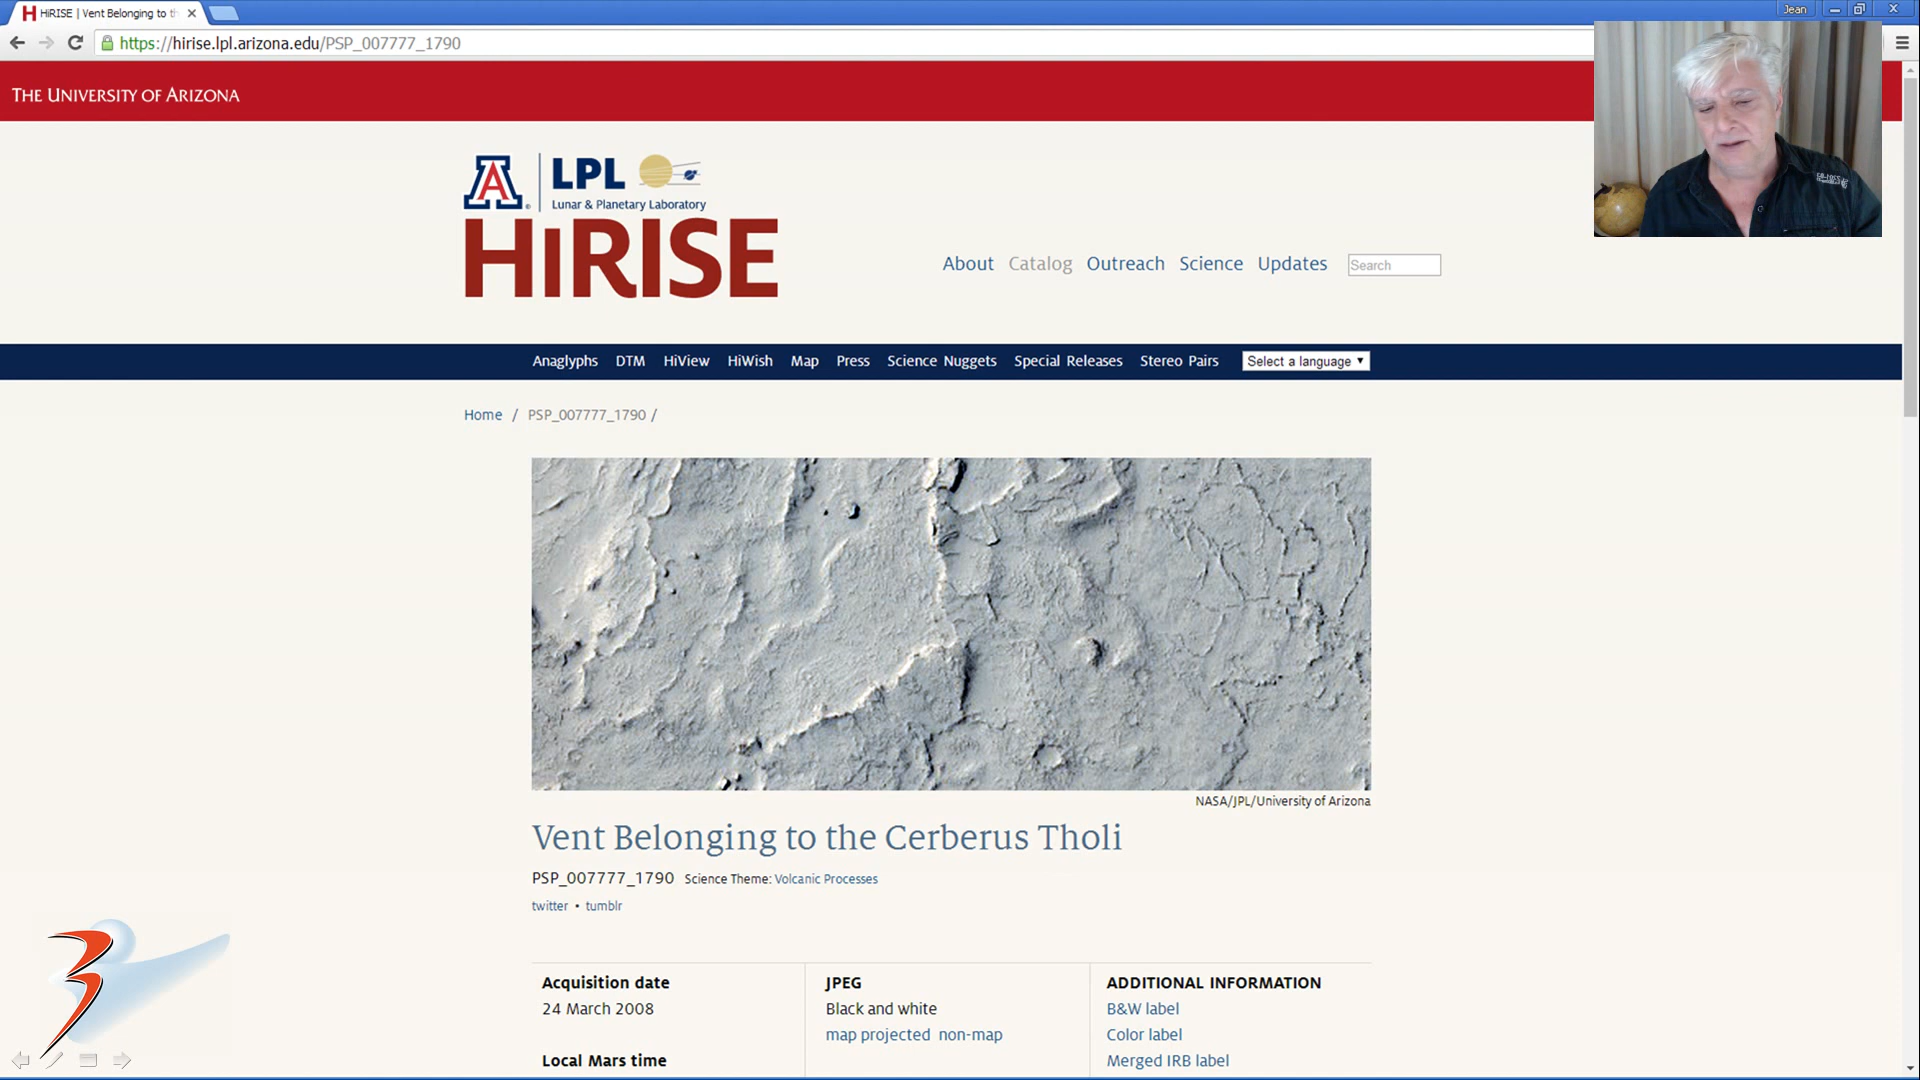 HiRISE | Vent Belonging to th
Jean
https://hirise.lpl.arizona.edu/PSP_007777_1790
THE UNIVERSITY OF ARIZONA
A LPL
Lunar & Planetary Laboratory
HiRISE
About Catalog Outreach Science Updates Search
Anaglyphs DTM HiView HiWish Map Press Science Nuggets Special Releases Stereo Pairs Select a language
Home / PSP_007777_1790 /
NASA/JPL/University of Arizona
Vent Belonging to the Cerberus Tholi
PSP_007777_1790 Science Theme: Volcanic Processes
twitter • tumblr
Acquisition date
24 March 2008
Local Mars time
JPEG
Black and white
map projected non-map
ADDITIONAL INFORMATION
B&W label
Color label
Merged IRB label